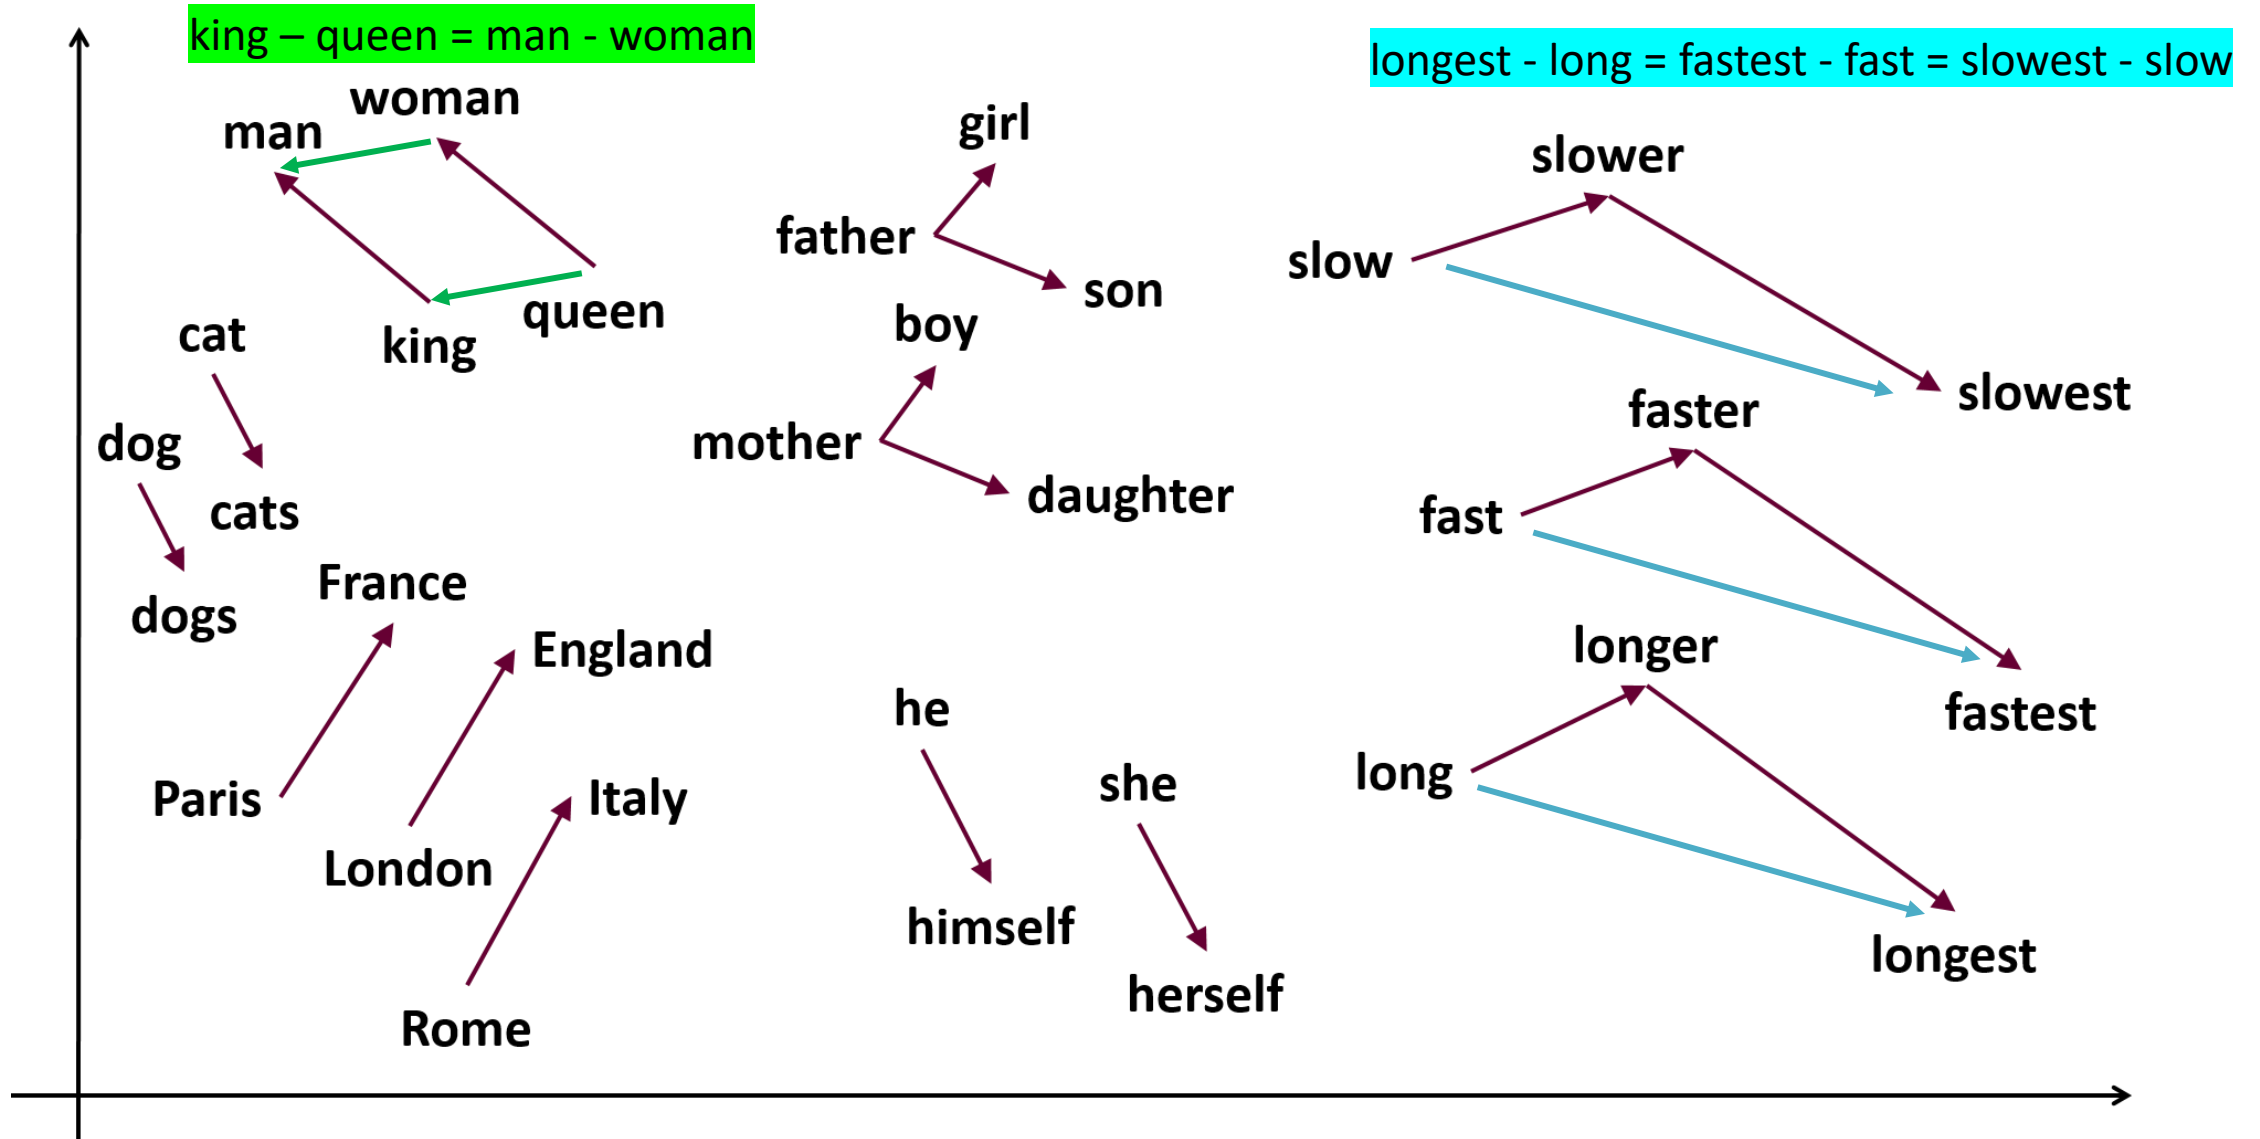 king – queen = man - woman
longest - long = fastest - fast = slowest - slow
woman
man
queen
king
cat
cats
dog
dogs
France
Paris
England
London
Italy
Rome
girl
father
son
boy
mother
daughter
he
himself
she
herself
slower
slow
slowest
faster
fast
fastest
longer
long
longest